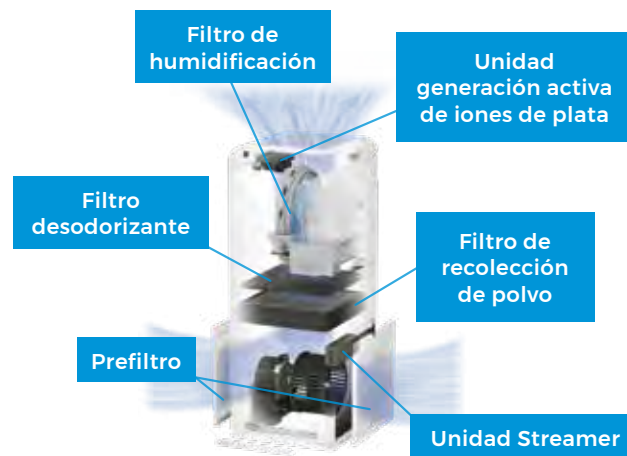 Filtro de
humidificación
Unidad
generación activa
de iones de plata
Filtro
desodorizante
Filtro de
recolección
de polvo
Prefiltro
Unidad Streamer